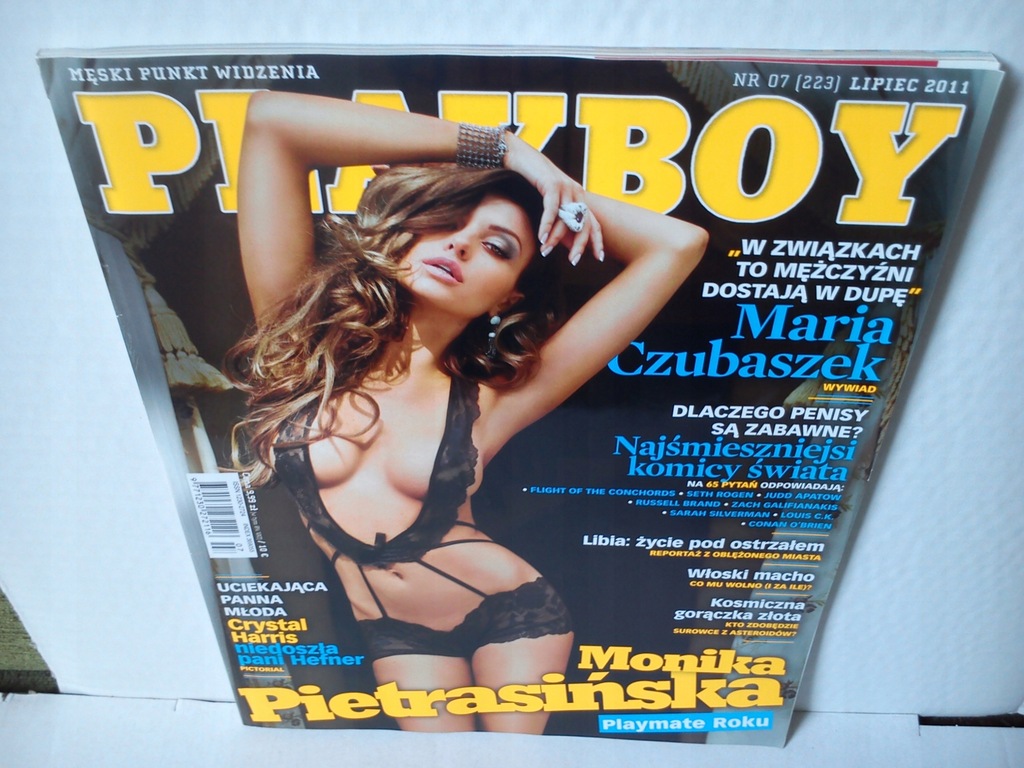 MĘSKI PUNKT WIDZENIA
NR 07 (223) LIPIEC 2011
PLAYBOY
„W ZWIĄZKACH
TO MĘŻCZYŹNI
DOSTAJĄ W DUPĘ"
Maria
Czubaszek
WYWIAD
DLACZEGO PENISY
SĄ ZABAWNE?
Najśmieszniejsi
komicy świata
NA 65 PYTAŃ ODPOWIADAJĄ:
• FLIGHT OF THE CONCHORDS • SETH ROGEN • JUDD APATOW
• RUSSELL BRAND • ZACH GALIFIANAKIS
• SARAH SILVERMAN • LOUIS C.K.
• CONAN O'BRIEN
Libia: życie pod ostrzałem
REPORTAŻ Z OBLĘŻONEGO MIASTA
Włoski macho
CO MU WOLNO (I ZA ILE)?
Kosmiczna
gorączka złota
KTO ZDOBĘDZIE
SUROWCE Z ASTEROIDÓW?
07
UCIEKAJĄCA
PANNA
MŁODA
Crystal
Harris
niedoszła
pani Hefner
PICTORIAL
Monika
Pietrasińska
Playmate Roku